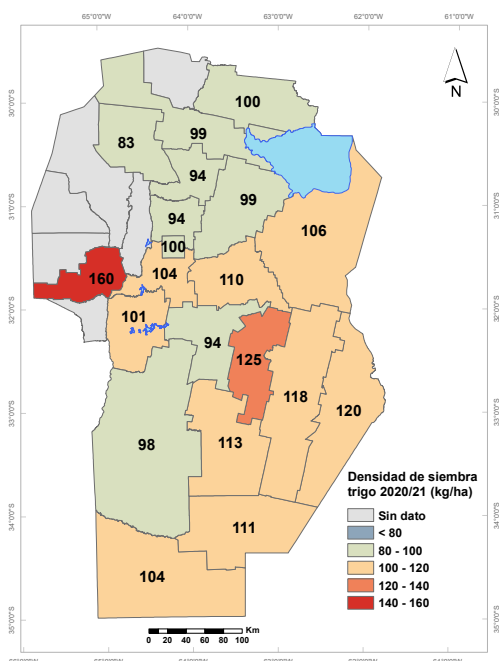 65°0'0"W 64°0'0"W 63°0'0"W 62°0'0"W 61°0'0"W
30°0'0"S 30°0'0"S
31°0'0"S 31°0'0"S
32°0'0"S 32°0'0"S
33°0'0"S 33°0'0"S
34°0'0"S 34°0'0"S
35°0'0"S 35°0'0"S
N
100
83
99
94
99
94
100
106
160
104
110
101
94
125
118
120
98
113
111
104
Densidad de siembra
trigo 2020/21 (kg/ha)
Sin dato
< 80
80 - 100
100 - 120
120 - 140
140 - 160
Km
0 20 40 60 80 100